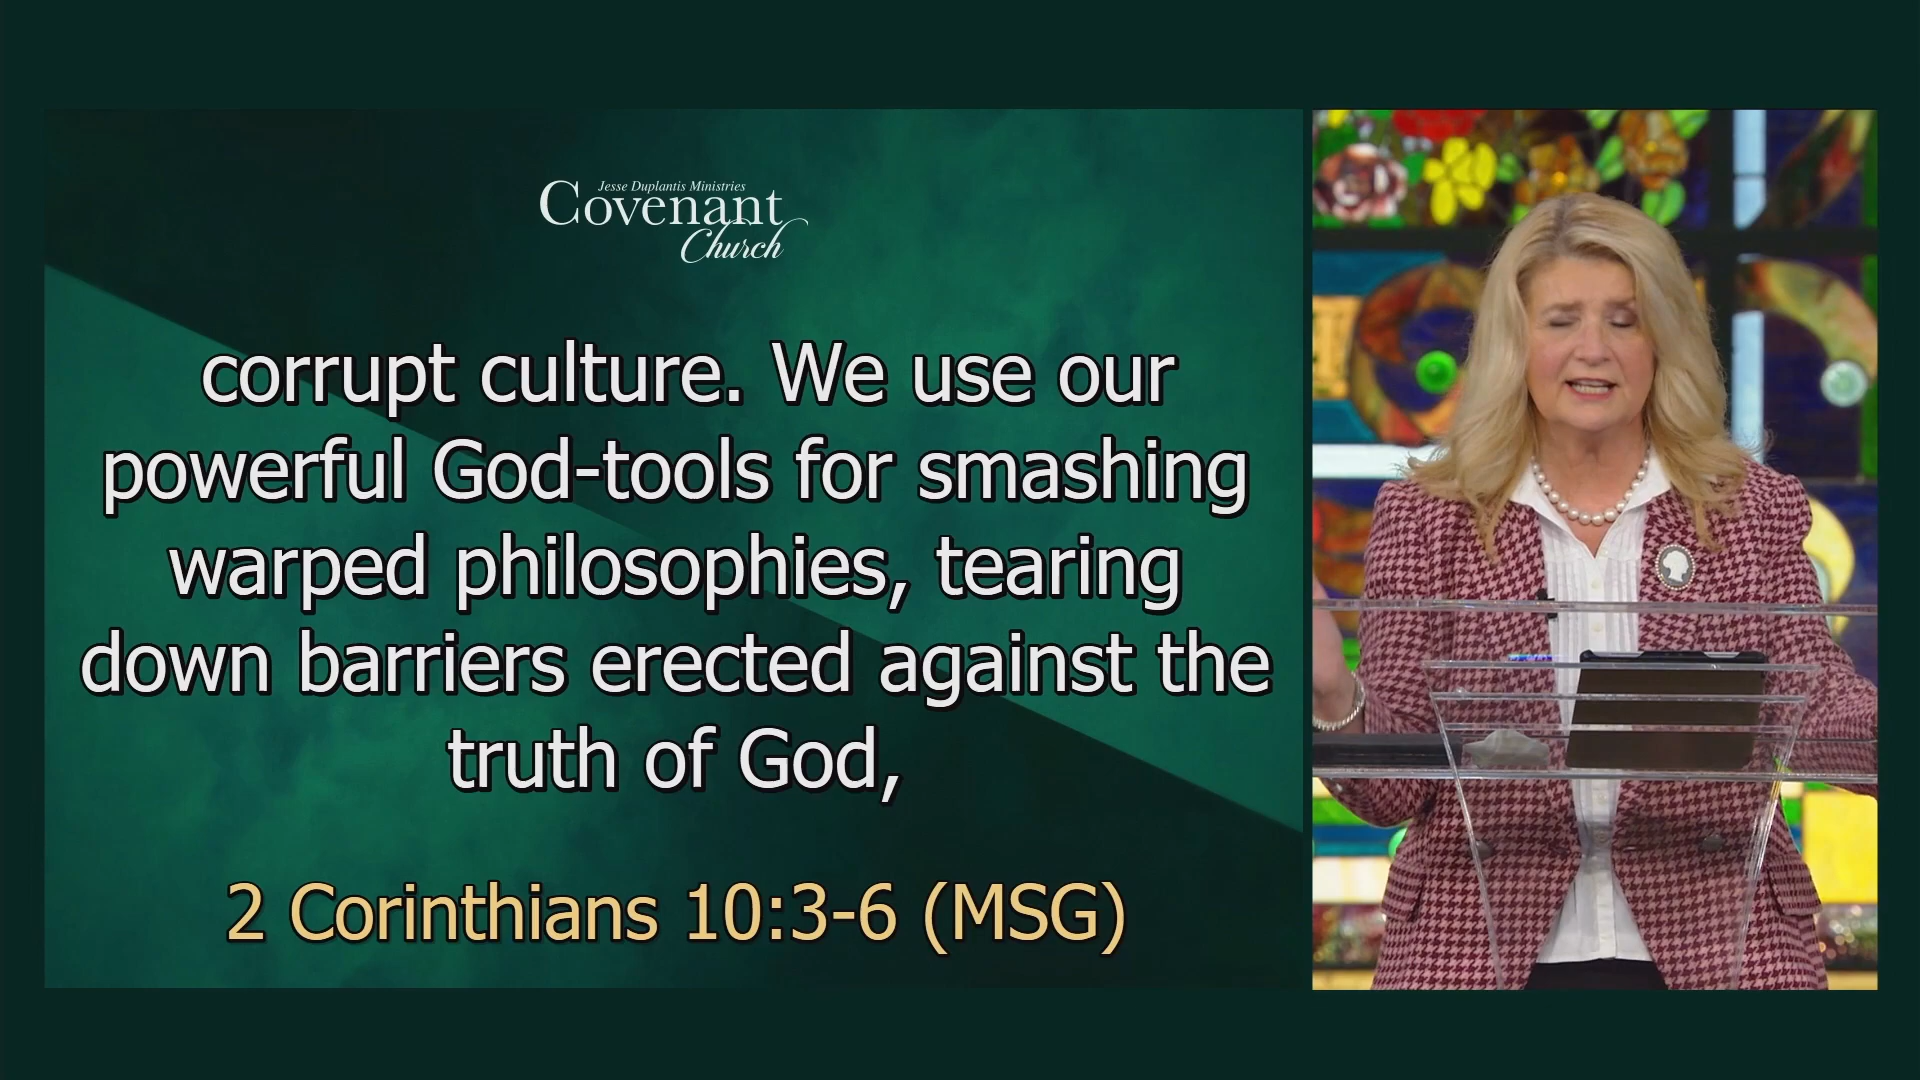 Jesse Duplantis Ministries
Covenant
Church
corrupt culture. We use our
powerful God-tools for smashing
warped philosophies, tearing
down barriers erected against the
truth of God,
2 Corinthians 10:3-6 (MSG)